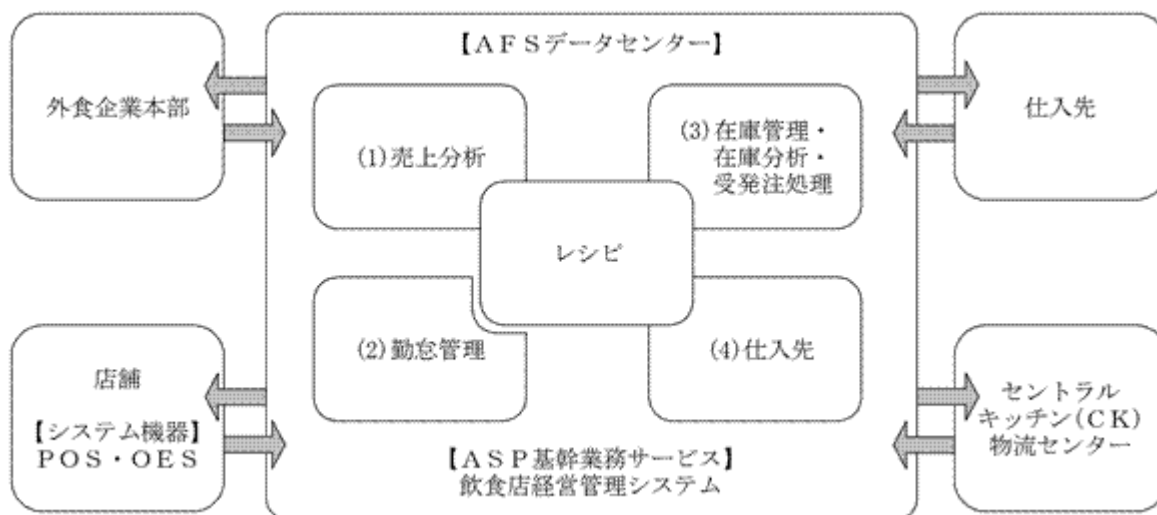 【ＡＦＳデータセンター】
外食企業本部
(1)売上分析
(3)在庫管理・
在庫分析・
受発注処理
仕入先
レシピ
(2)勤怠管理
(4)仕入先
店舗
【システム機器】
ＰＯＳ・ＯＥＳ
【ＡＳＰ基幹業務サービス】
飲食店経営管理システム
セントラル
キッチン(ＣＫ)
物流センター